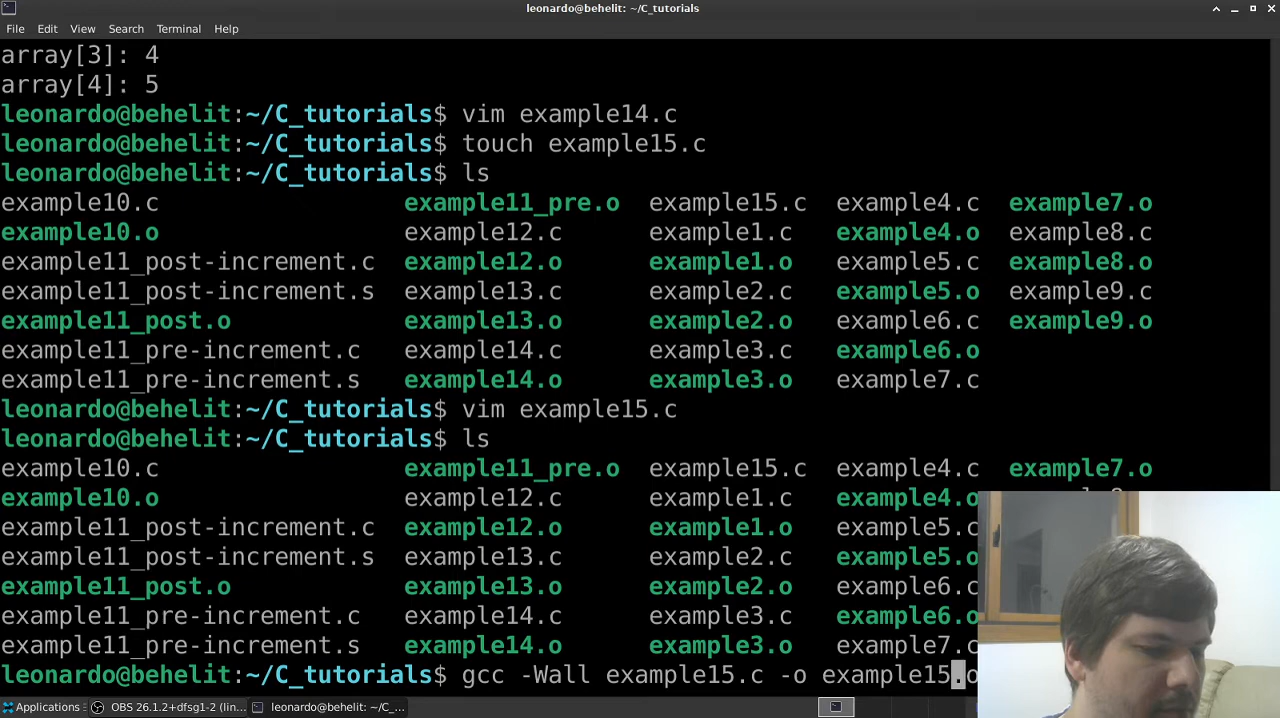 leonardo@behelit: ~/C_tutorials
File Edit View Search Terminal Help
array[3]: 4
array[4]: 5
leonardo@behelit:~/C_tutorials$ vim example14.c
leonardo@behelit:~/C_tutorials$ touch example15.c
leonardo@behelit:~/C_tutorials$ ls
example10.c example11_pre.o example15.c example4.c example7.o
example10.o example12.c example1.c example4.o example8.c
example11_post-increment.c example12.o example1.o example5.c example8.o
example11_post-increment.s example13.c example2.c example5.o example9.c
example11_post.o example13.o example2.o example6.c example9.o
example11_pre-increment.c example14.c example3.c example6.o
example11_pre-increment.s example14.o example3.o example7.c
leonardo@behelit:~/C_tutorials$ vim example15.c
leonardo@behelit:~/C_tutorials$ ls
example10.c example11_pre.o example15.c example4.c example7.o
example10.o example12.c example1.c example4.o
example11_post-increment.c example12.o example1.o example5.c
example11_post-increment.s example13.c example2.c example5.o
example11_post.o example13.o example2.o example6.c
example11_pre-increment.c example14.c example3.c example6.o
example11_pre-increment.s example14.o example3.o example7.c
leonardo@behelit:~/C_tutorials$ gcc -Wall example15.c -o example15.o
Applications OBS 26.1.2+dfsg1-2 (lin... leonardo@behelit: ~/C_...